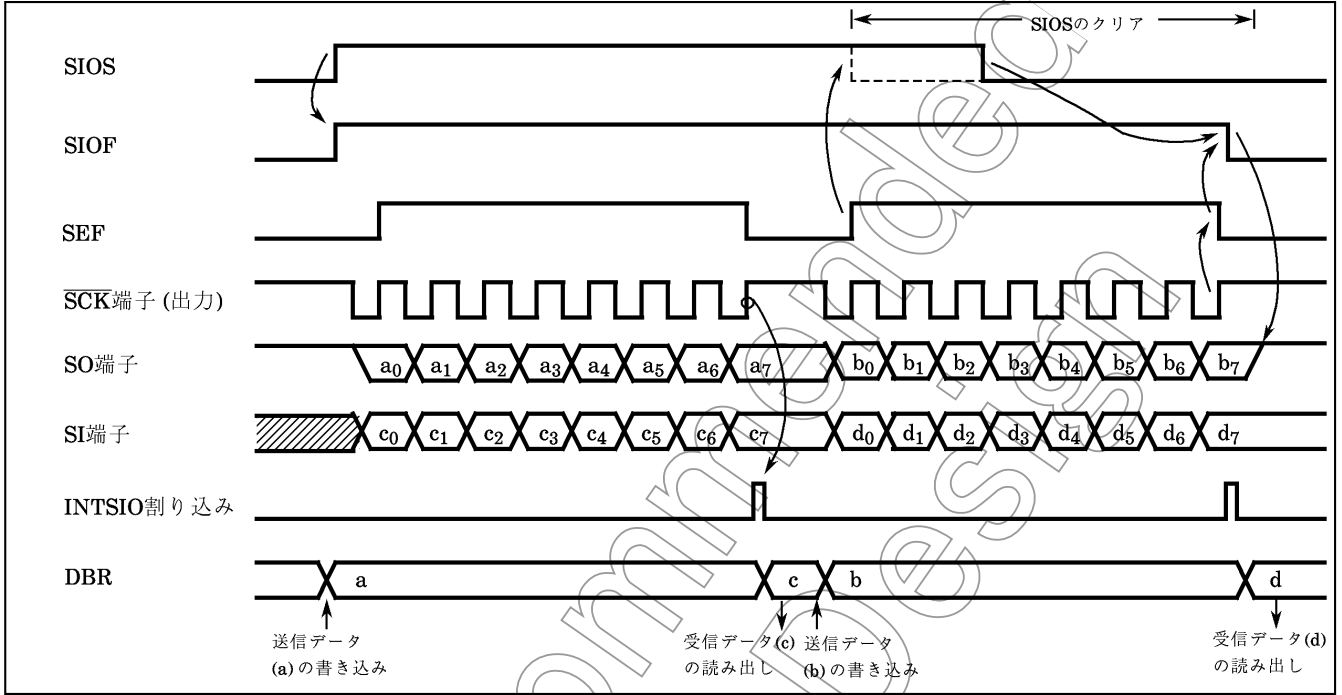 SIOSのクリア
SIOS
SIOF
SEF
SCK端子 (出力)
SO端子
a0 a1 a2 a3 a4 a5 a6 a7 b0 b1 b2 b3 b4 b5 b6 b7
SI端子
c0 c1 c2 c3 c4 c5 c6 c7 d0 d1 d2 d3 d4 d5 d6 d7
INTSIO割り込み
DBR
a c b d
送信データ
(a) の書き込み
受信データ(c)
の読み出し
送信データ
(b) の書き込み
受信データ(d)
の読み出し
ommended
Design